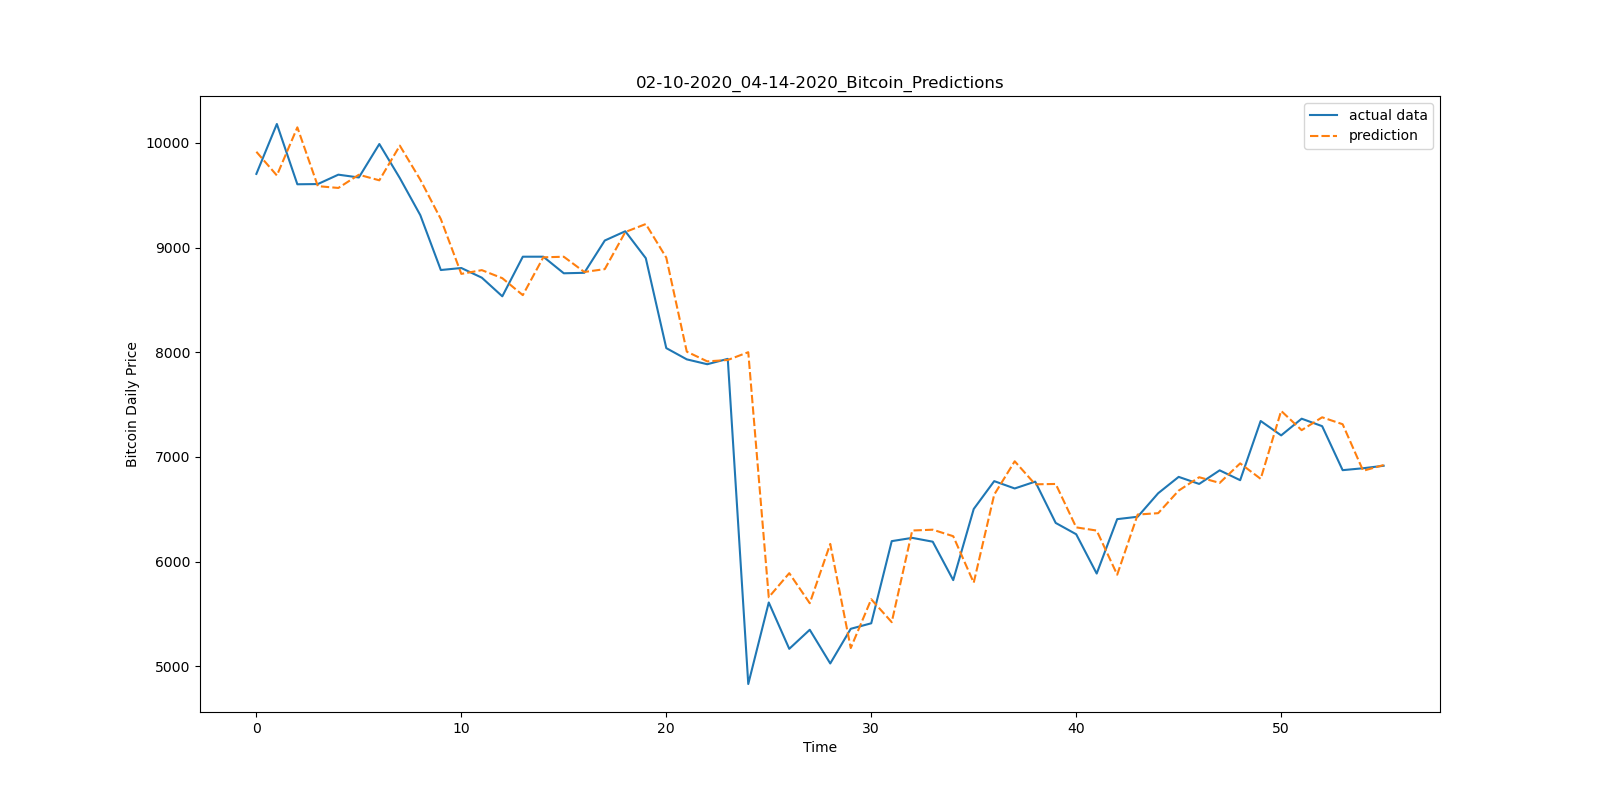 02-10-2020_04-14-2020_Bitcoin_Predictions
actual data
prediction
10000
9000
8000
7000
6000
5000
Bitcoin Daily Price
0 10 20 30 40 50
Time